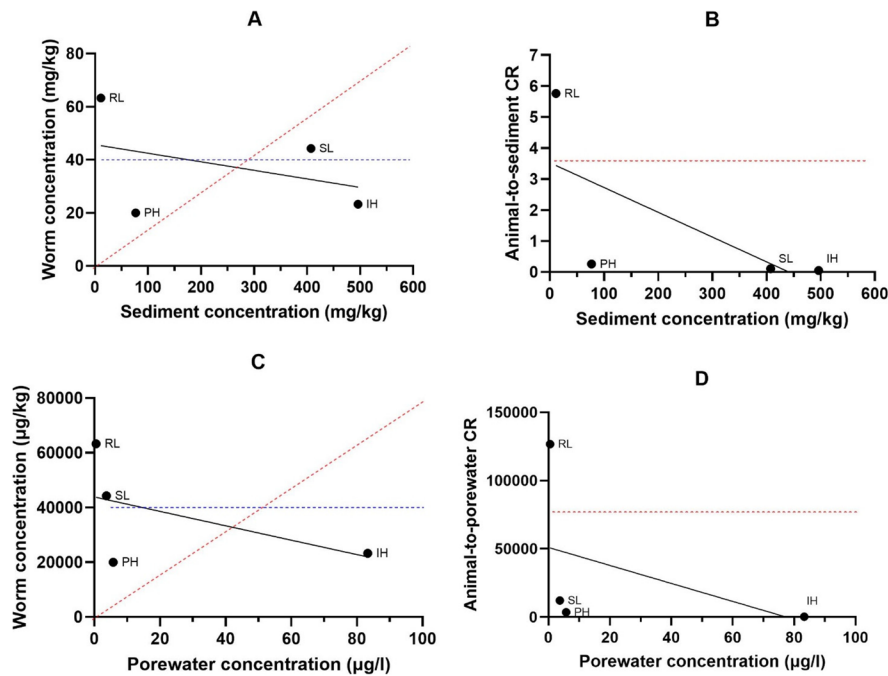 A
Worm concentration (mg/kg)
80
60
40
20
0
RL
SL
PH
IH
0 100 200 300 400 500 600
Sediment concentration (mg/kg)
B
Animal-to-sediment CR
7
6
5
4
3
2
1
0
RL
PH
SL
IH
0 100 200 300 400 500 600
Sediment concentration (mg/kg)
C
Worm concentration (µg/kg)
80000
60000
40000
20000
0
RL
SL
PH
IH
0 20 40 60 80 100
Porewater concentration (µg/l)
D
Animal-to-porewater CR
150000
100000
50000
0
RL
SL
PH
IH
0 20 40 60 80 100
Porewater concentration (µg/l)